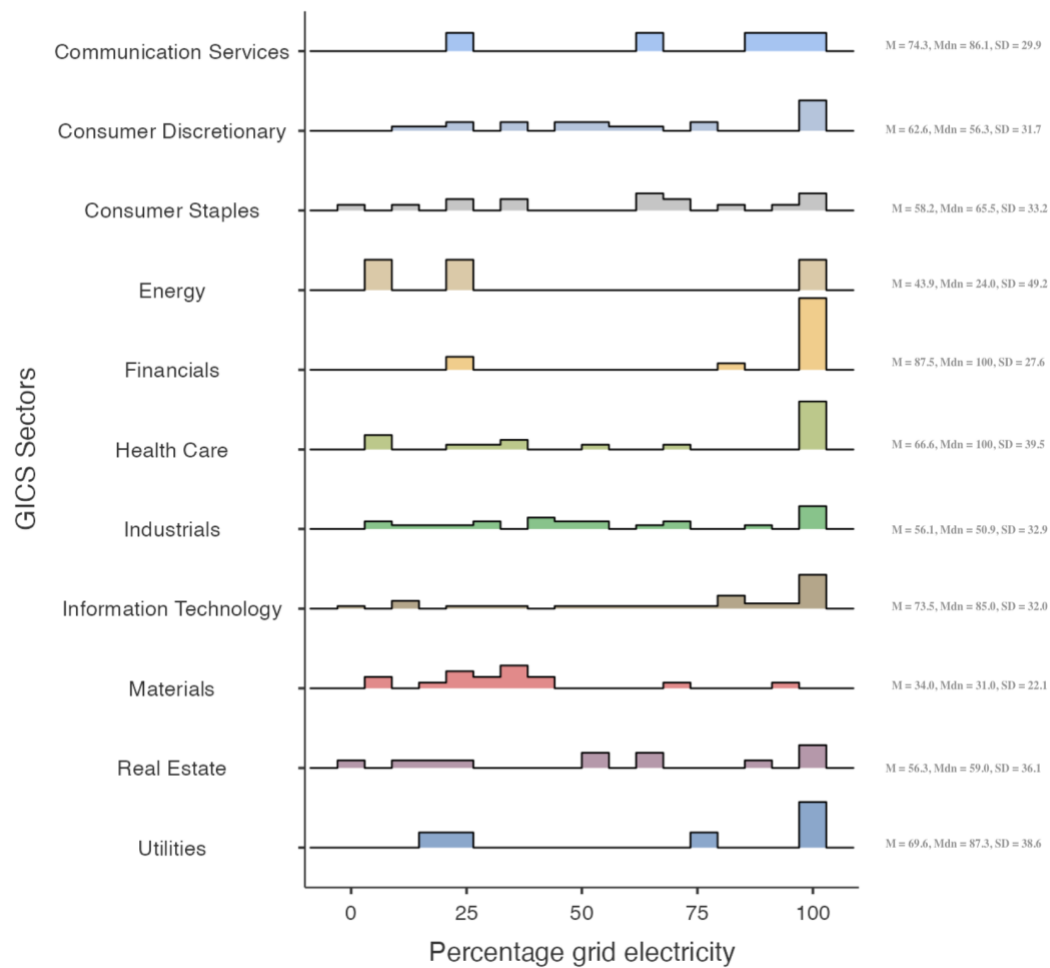 Communication Services M = 74.3, Mdn = 86.1, SD = 29.9
Consumer Discretionary M = 62.6, Mdn = 56.3, SD = 31.7
Consumer Staples M = 58.2, Mdn = 65.5, SD = 33.2
Energy M = 43.9, Mdn = 24.0, SD = 49.2
Financials M = 87.5, Mdn = 100, SD = 27.6
Health Care M = 66.6, Mdn = 100, SD = 39.5
Industrials M = 56.1, Mdn = 50.9, SD = 32.9
Information Technology M = 73.5, Mdn = 85.0, SD = 32.0
Materials M = 34.0, Mdn = 31.0, SD = 22.1
Real Estate M = 56.3, Mdn = 59.0, SD = 36.1
Utilities M = 69.6, Mdn = 87.3, SD = 38.6
GICS Sectors
0 25 50 75 100
Percentage grid electricity